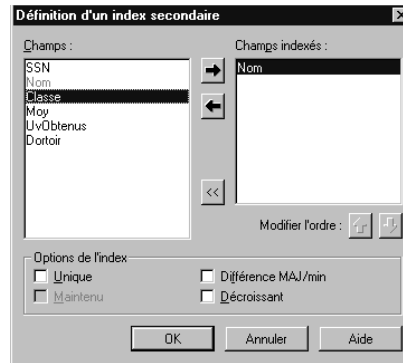 Définition d'un index secondaire
Champs :
SSN
Nom
Classe
Moy
UvObtenus
Dortoir
Champs indexés :
Nom
<<
Modifier l'ordre :
Options de l'index
Unique
Maintenu
Différence MAJ/min
Décroissant
OK
Annuler
Aide